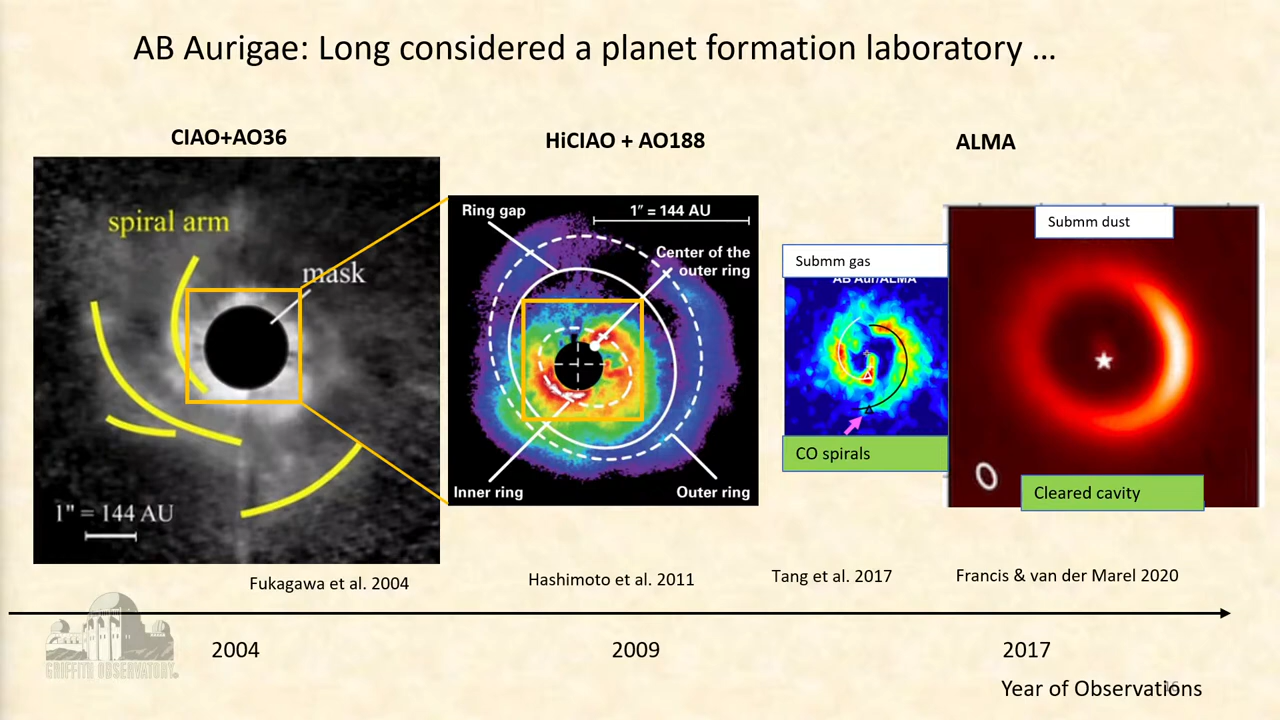 AB Aurigae: Long considered a planet formation laboratory ...
CIAO+AO36
HiCIAO + AO188
ALMA
spiral arm
mask
1" = 144 AU
Ring gap
1" = 144 AU
Center of the
outer ring
Inner ring
Outer ring
Submm gas
AB Aur/ALMA
CO spirals
Submm dust
Cleared cavity
Fukagawa et al. 2004
Hashimoto et al. 2011
Tang et al. 2017
Francis & van der Marel 2020
2004
2009
2017
GRIFFITH OBSERVATORY
Year of Observations